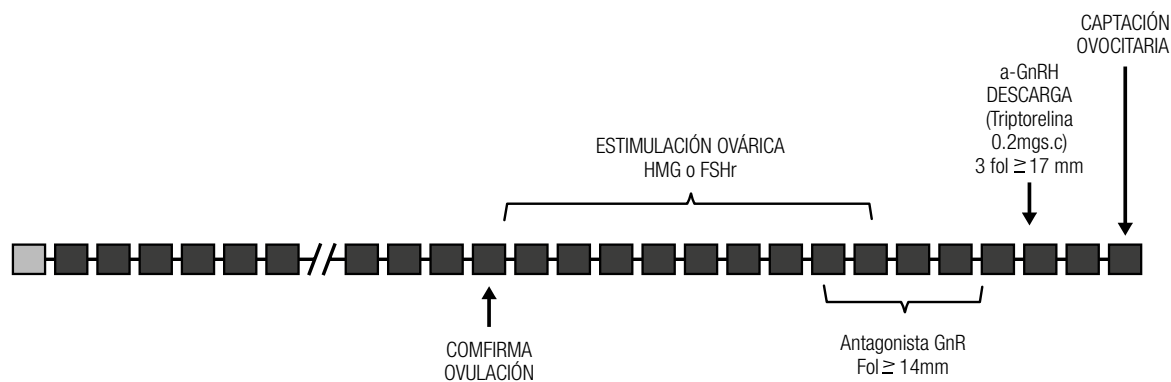 CAPTACIÓN
OVOCITARIA
a-GnRH
DESCARGA
(Triptorelina
0.2mgs.c)
3 fol ≥ 17 mm
ESTIMULACIÓN OVÁRICA
HMG o FSHr
COMFIRMA
OVULACIÓN
Antagonista GnR
Fol ≥ 14mm